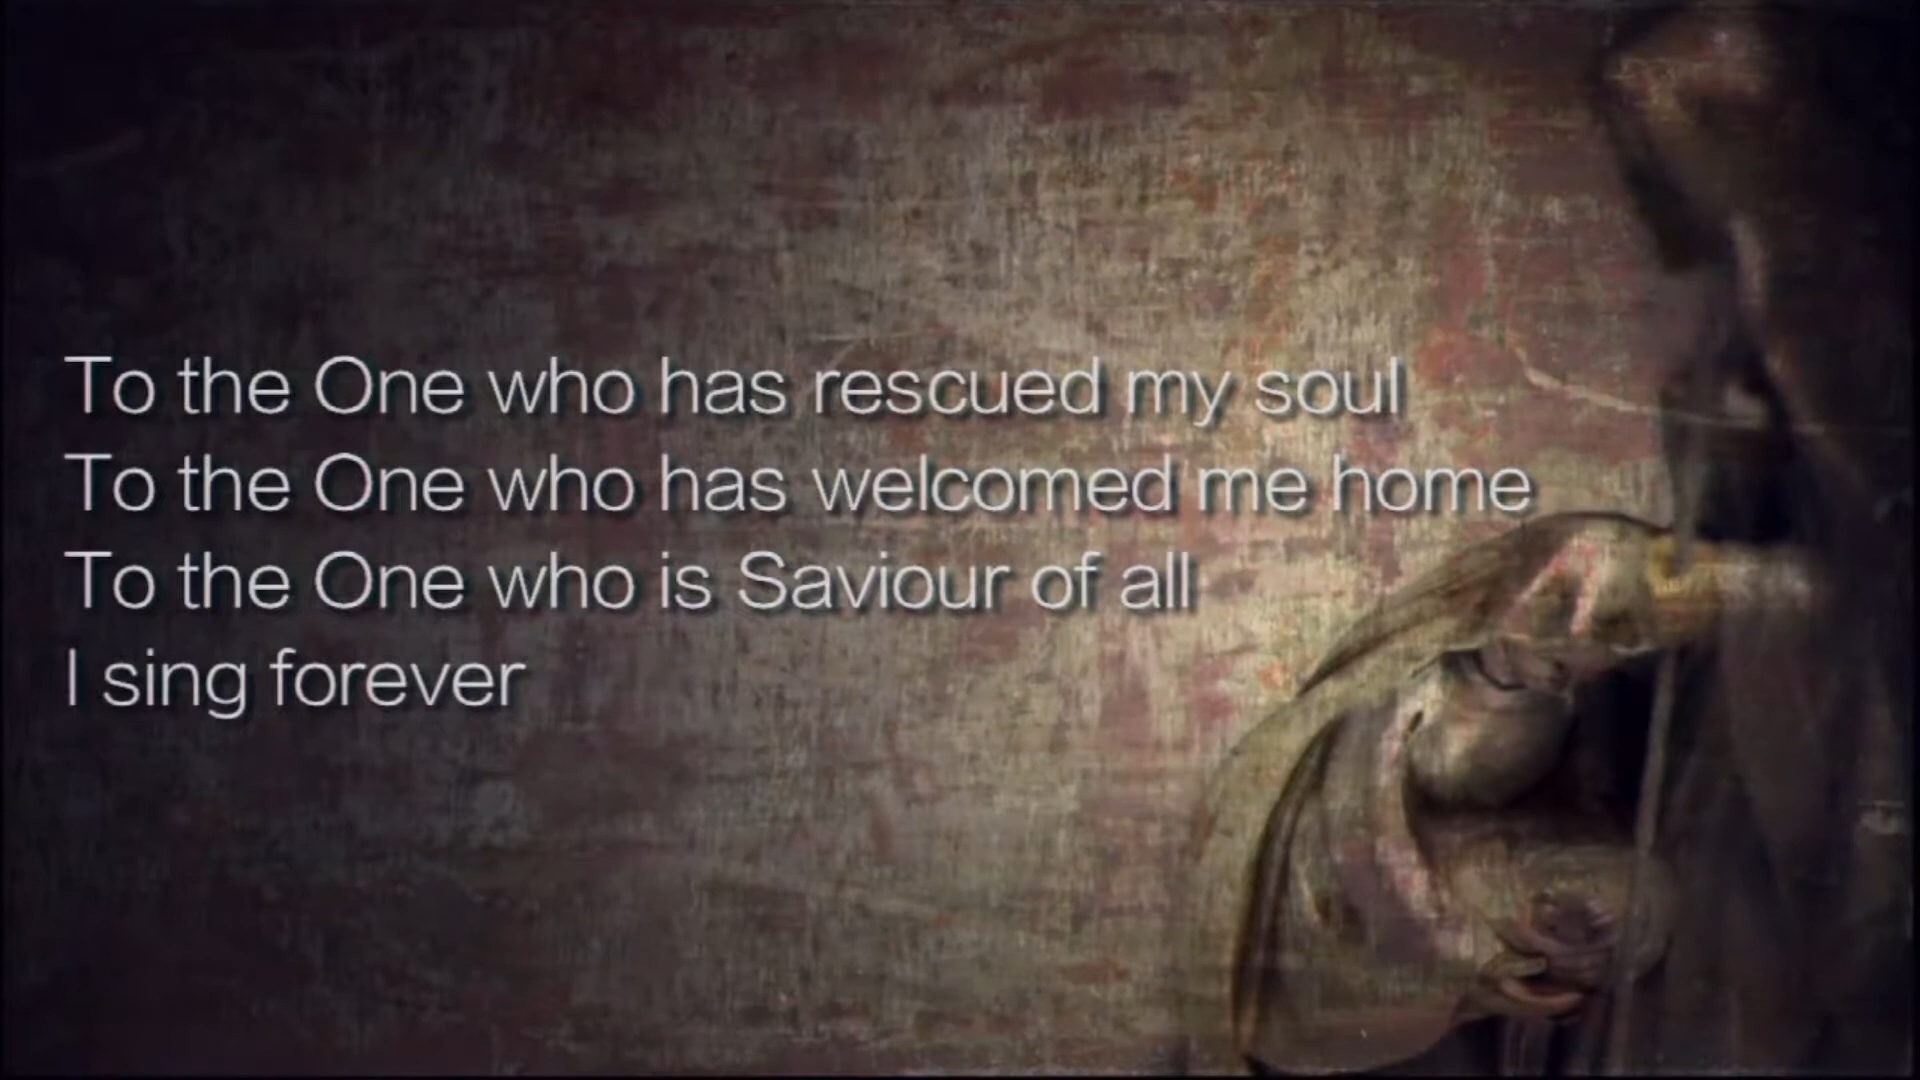 To the One who has rescued my soul
To the One who has welcomed me home
To the One who is Saviour of all
I sing forever